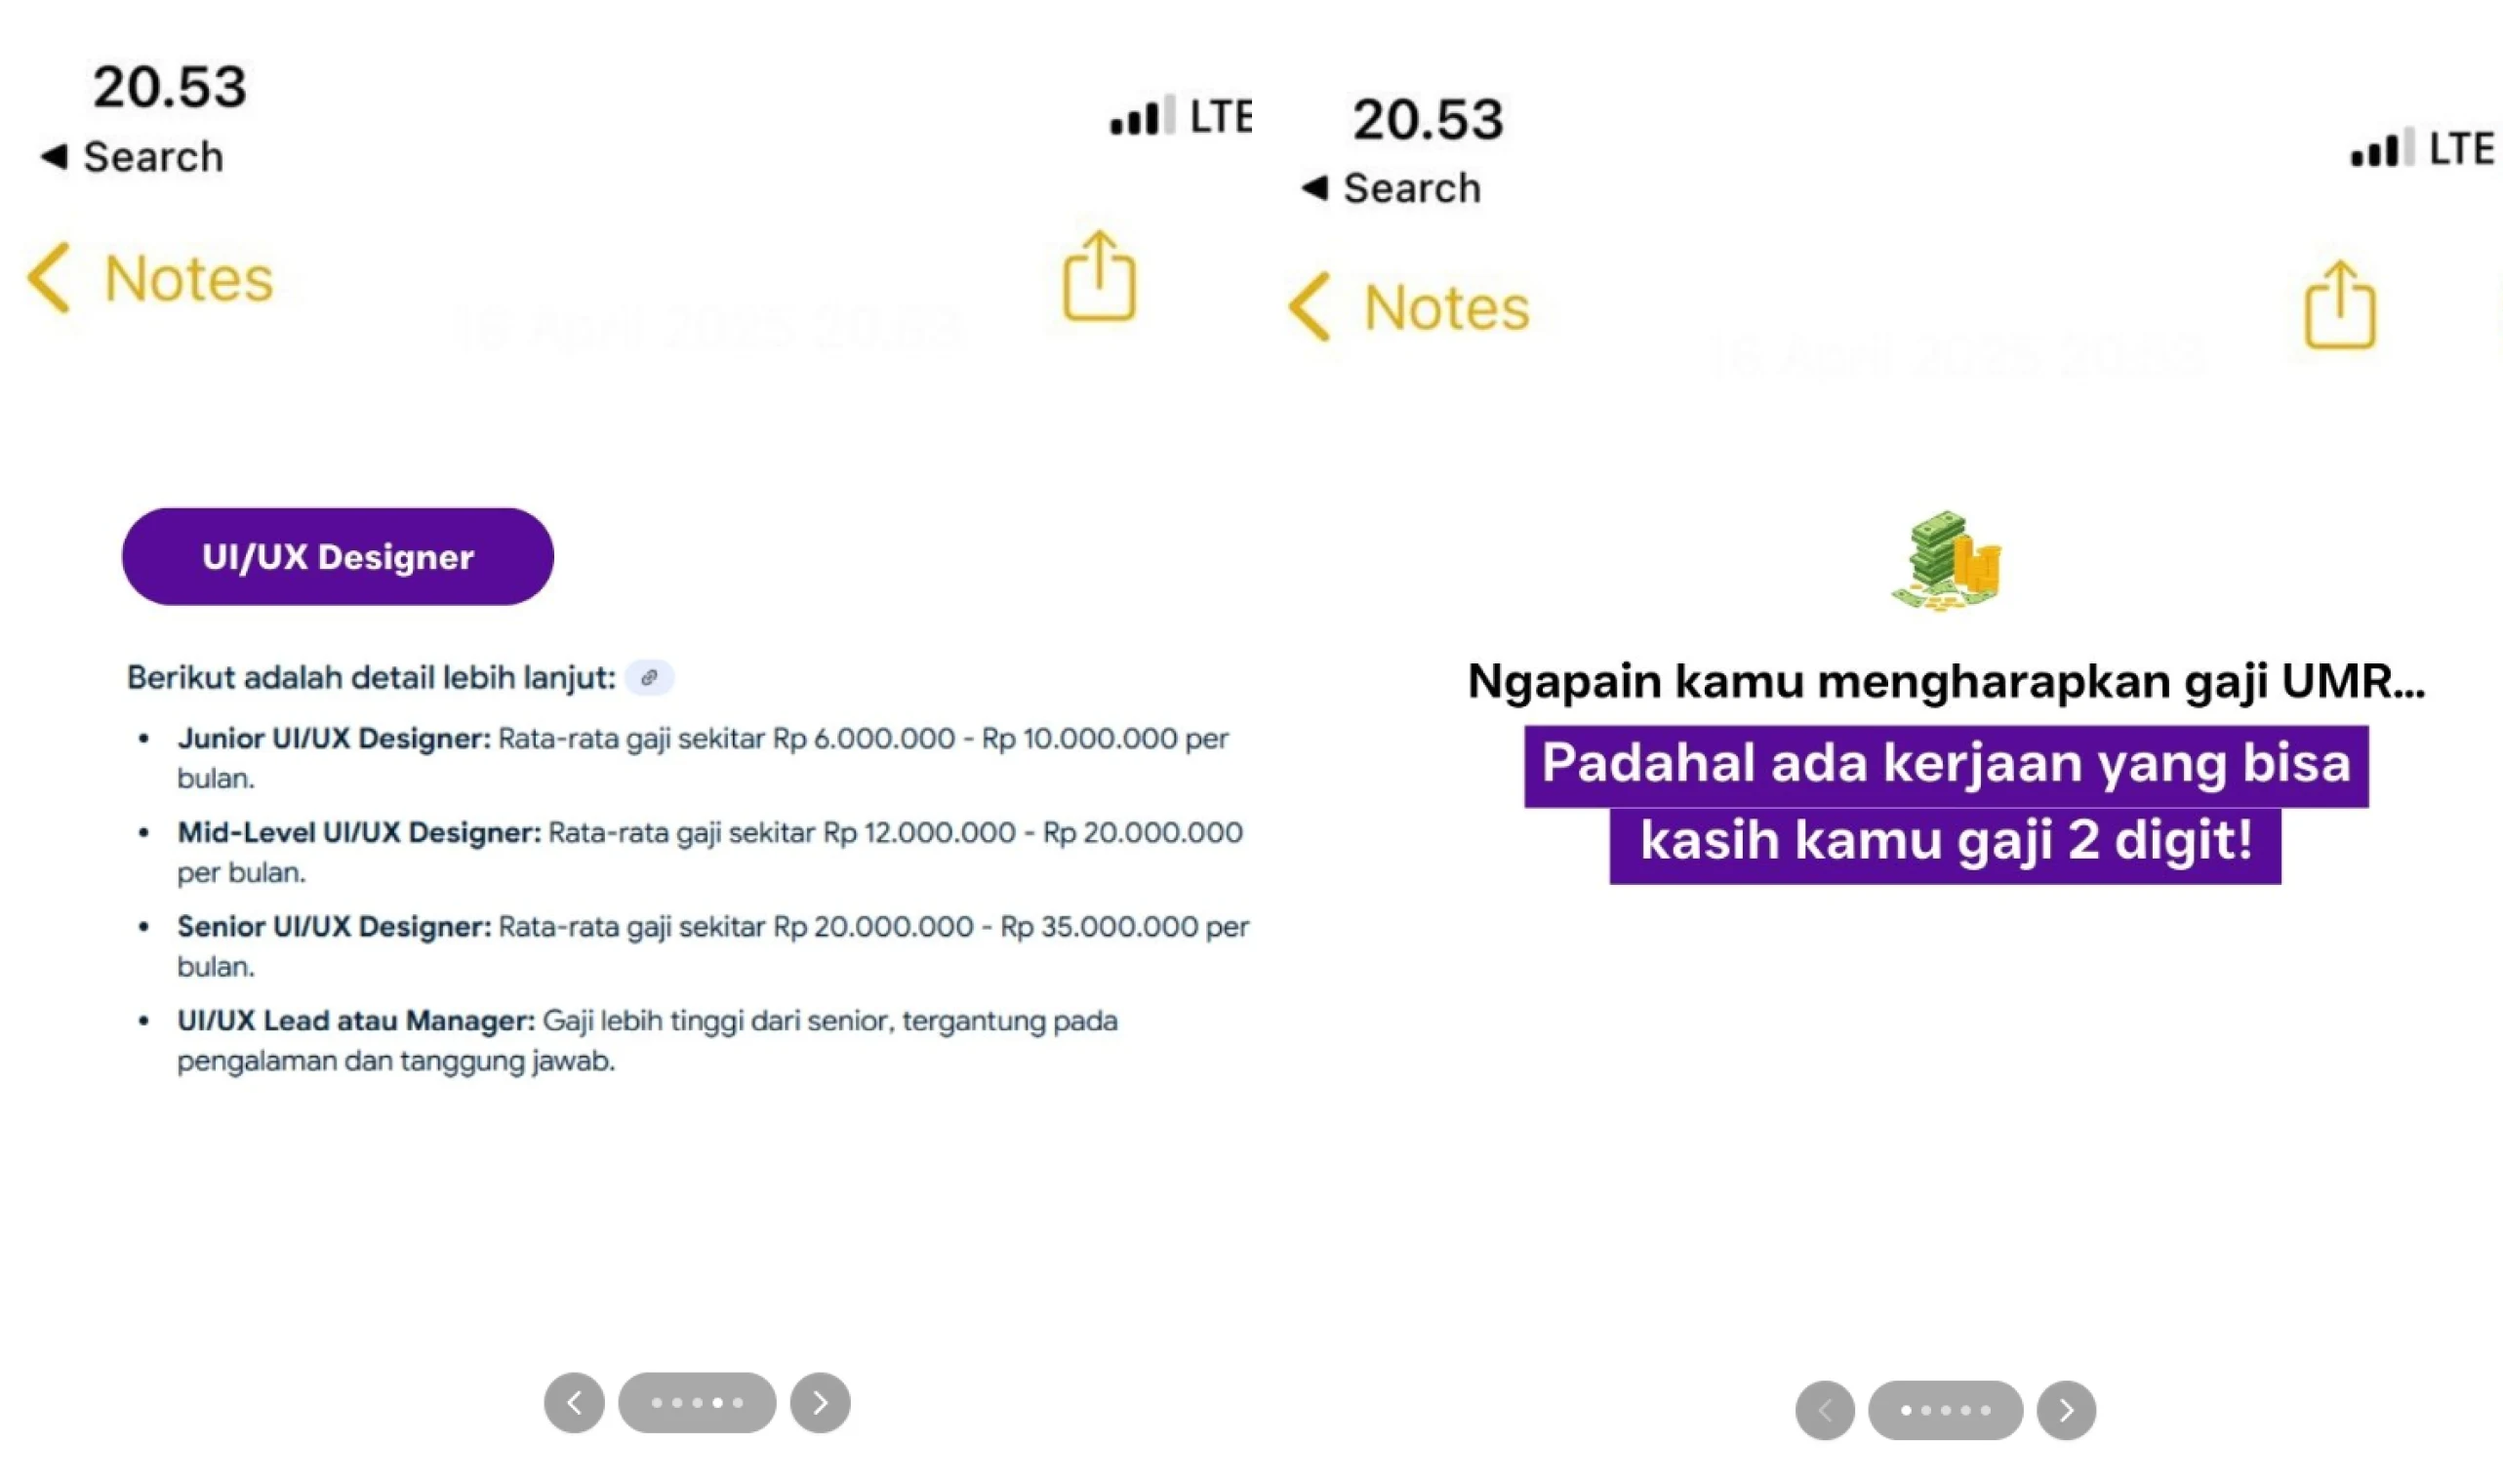 20.53
LTE
◀ Search
Notes
UI/UX Designer
Berikut adalah detail lebih lanjut:
• Junior UI/UX Designer: Rata-rata gaji sekitar Rp 6.000.000 - Rp 10.000.000 per
bulan.
• Mid-Level UI/UX Designer: Rata-rata gaji sekitar Rp 12.000.000 - Rp 20.000.000
per bulan.
• Senior UI/UX Designer: Rata-rata gaji sekitar Rp 20.000.000 - Rp 35.000.000 per
bulan.
• UI/UX Lead atau Manager: Gaji lebih tinggi dari senior, tergantung pada
pengalaman dan tanggung jawab.
20.53
LTE
◀ Search
Notes
Ngapain kamu mengharapkan gaji UMR...
Padahal ada kerjaan yang bisa
kasih kamu gaji 2 digit!